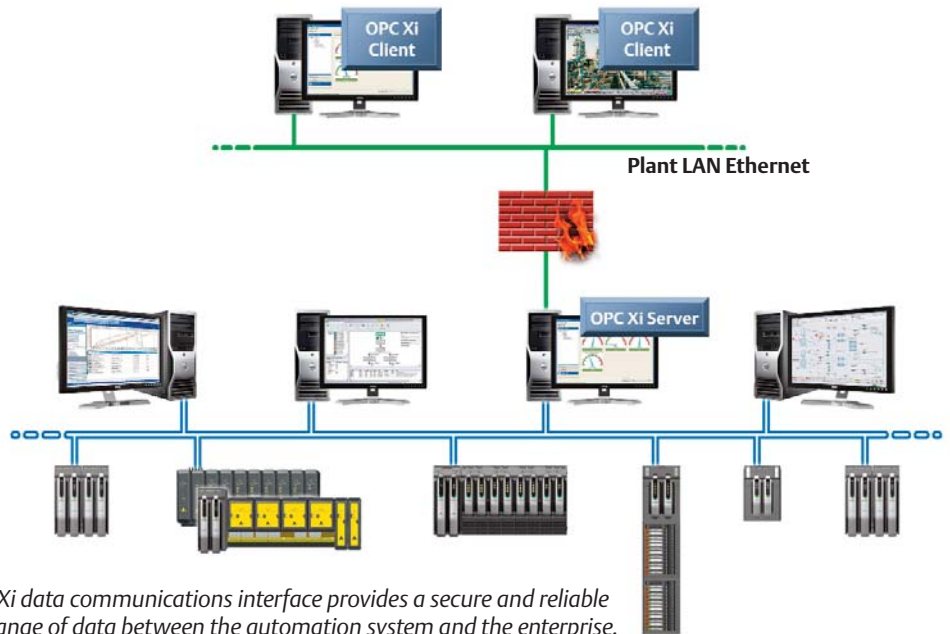 OPC Xi
Client
OPC Xi
Client
Plant LAN Ethernet
OPC Xi Server
Xi data communications interface provides a secure and reliable
ange of data between the automation system and the enterprise.